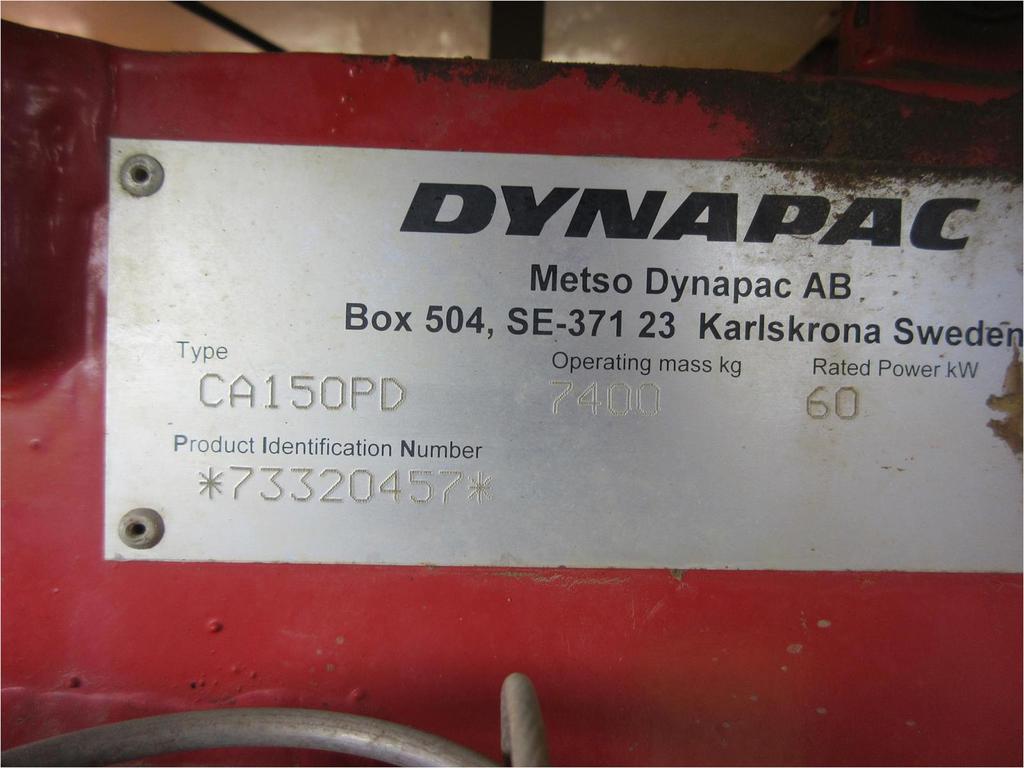 DYNAPAC
Metso Dynapac AB
Box 504, SE-371 23 Karlskrona Sweden
Type Operating mass kg Rated Power kW
CA150PD 7400 60
Product Identification Number
*73320457*